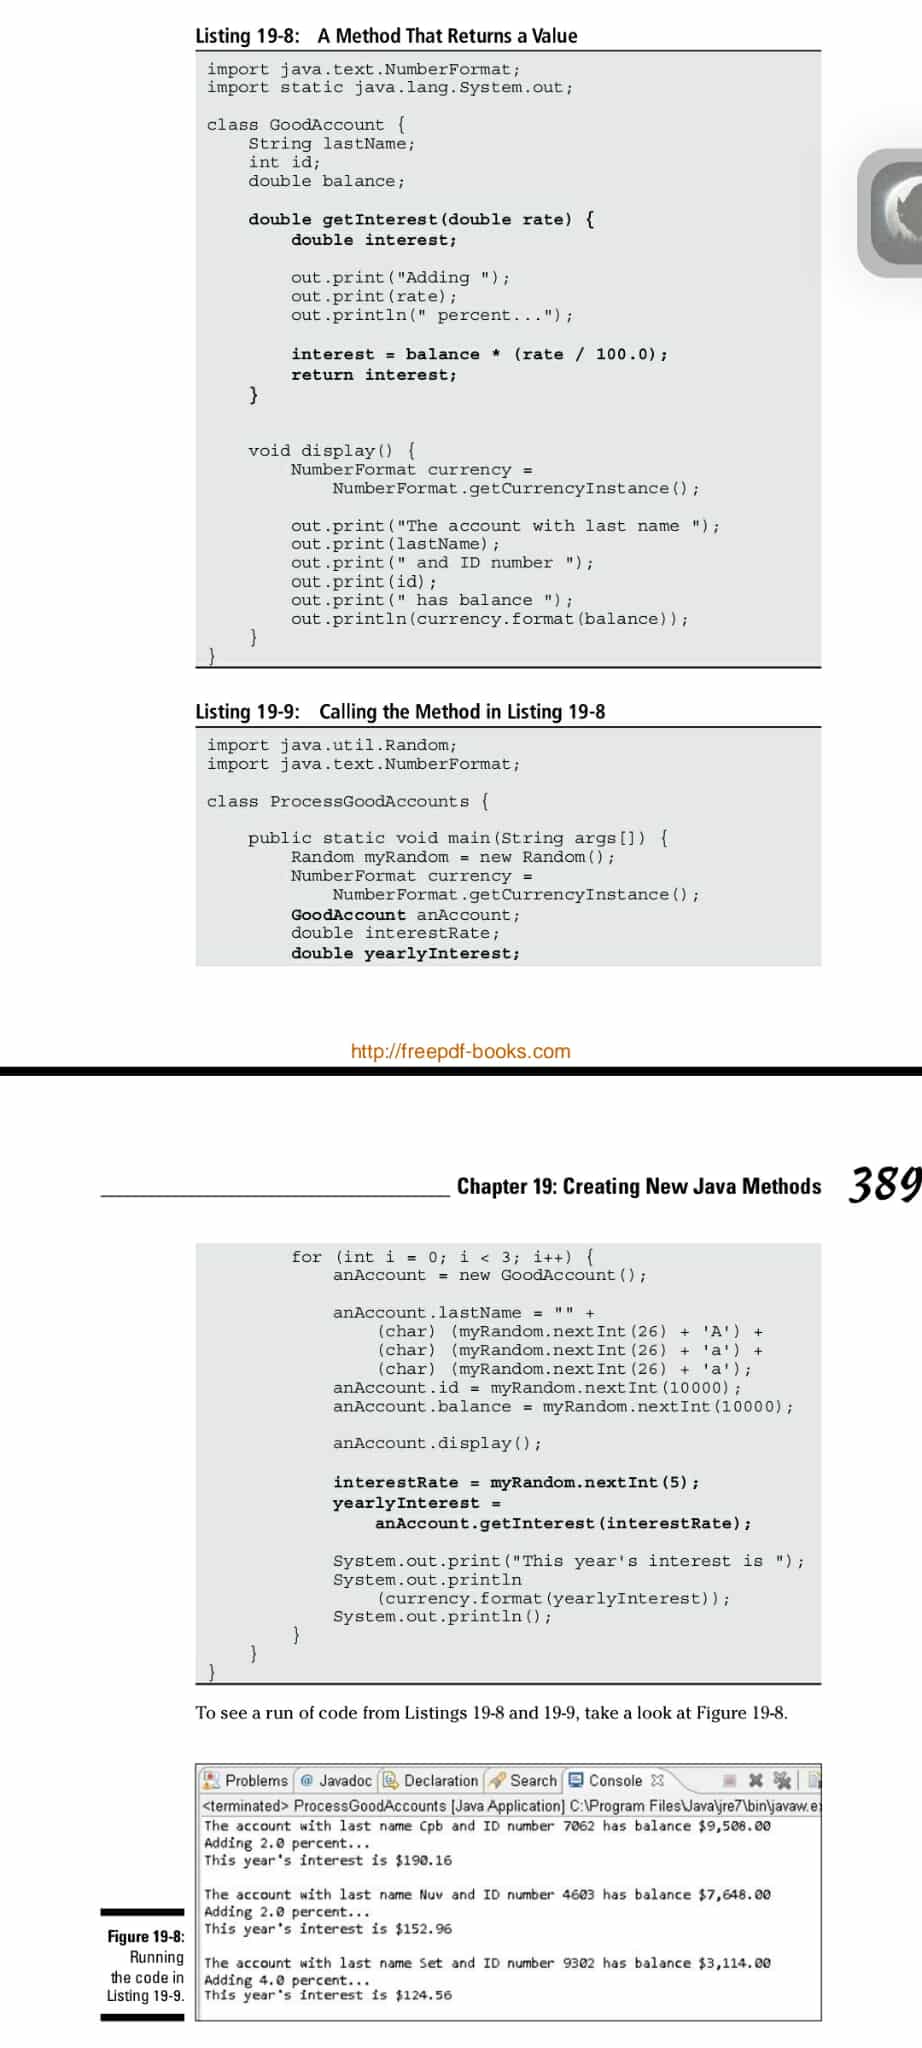 Listing 19-8: A Method That Returns a Value
import java.text.NumberFormat;
import static java.lang.System.out;
class GoodAccount {
String lastName;
int id;
double balance;
double getInterest(double rate) {
double interest;
out.print("Adding ");
out.print(rate);
out.println(" percent...");
interest = balance * (rate / 100.0);
return interest;
}
void display() {
NumberFormat currency =
NumberFormat.getCurrencyInstance();
out.print("The account with last name ");
out.print(lastName);
out.print(" and ID number ");
out.print(id);
out.print(" has balance ");
out.println(currency.format(balance));
}
}
Listing 19-9: Calling the Method in Listing 19-8
import java.util.Random;
import java.text.NumberFormat;
class ProcessGoodAccounts {
public static void main(String args[]) {
Random myRandom = new Random();
NumberFormat currency =
NumberFormat.getCurrencyInstance();
GoodAccount anAccount;
double interestRate;
double yearlyInterest;
http://freepdf-books.com
Chapter 19: Creating New Java Methods 389
for (int i = 0; i < 3; i++) {
anAccount = new GoodAccount();
anAccount.lastName = "" +
(char) (myRandom.nextInt(26) + 'A') +
(char) (myRandom.nextInt(26) + 'a') +
(char) (myRandom.nextInt(26) + 'a');
anAccount.id = myRandom.nextInt(10000);
anAccount.balance = myRandom.nextInt(10000);
anAccount.display();
interestRate = myRandom.nextInt(5);
yearlyInterest =
anAccount.getInterest(interestRate);
System.out.print("This year's interest is ");
System.out.println
(currency.format(yearlyInterest));
System.out.println();
}
}
}
To see a run of code from Listings 19-8 and 19-9, take a look at Figure 19-8.
Problems @ Javadoc Declaration Search Console
<terminated> ProcessGoodAccounts [Java Application] C:\Program Files\Java\jre7\bin\javaw.e
The account with last name Cpb and ID number 7062 has balance $9,508.00
Adding 2.0 percent...
This year's interest is $190.16
The account with last name Nuv and ID number 4603 has balance $7,648.00
Adding 2.0 percent...
This year's interest is $152.96
The account with last name Set and ID number 9302 has balance $3,114.00
Adding 4.0 percent...
This year's interest is $124.56
Figure 19-8:
Running
the code in
Listing 19-9.